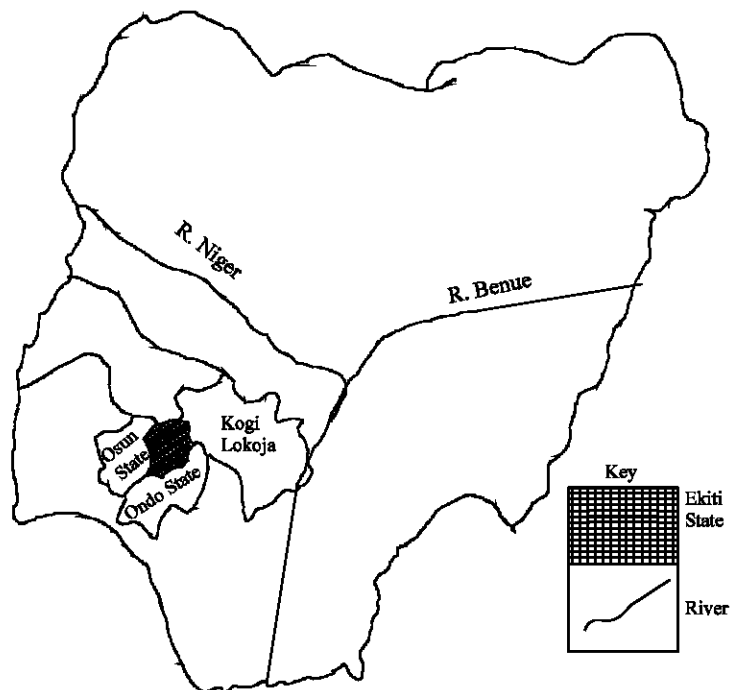 R. Niger
R. Benue
Kogi
Lokoja
Osun
State
Ondo State
Key
Ekiti
State
River